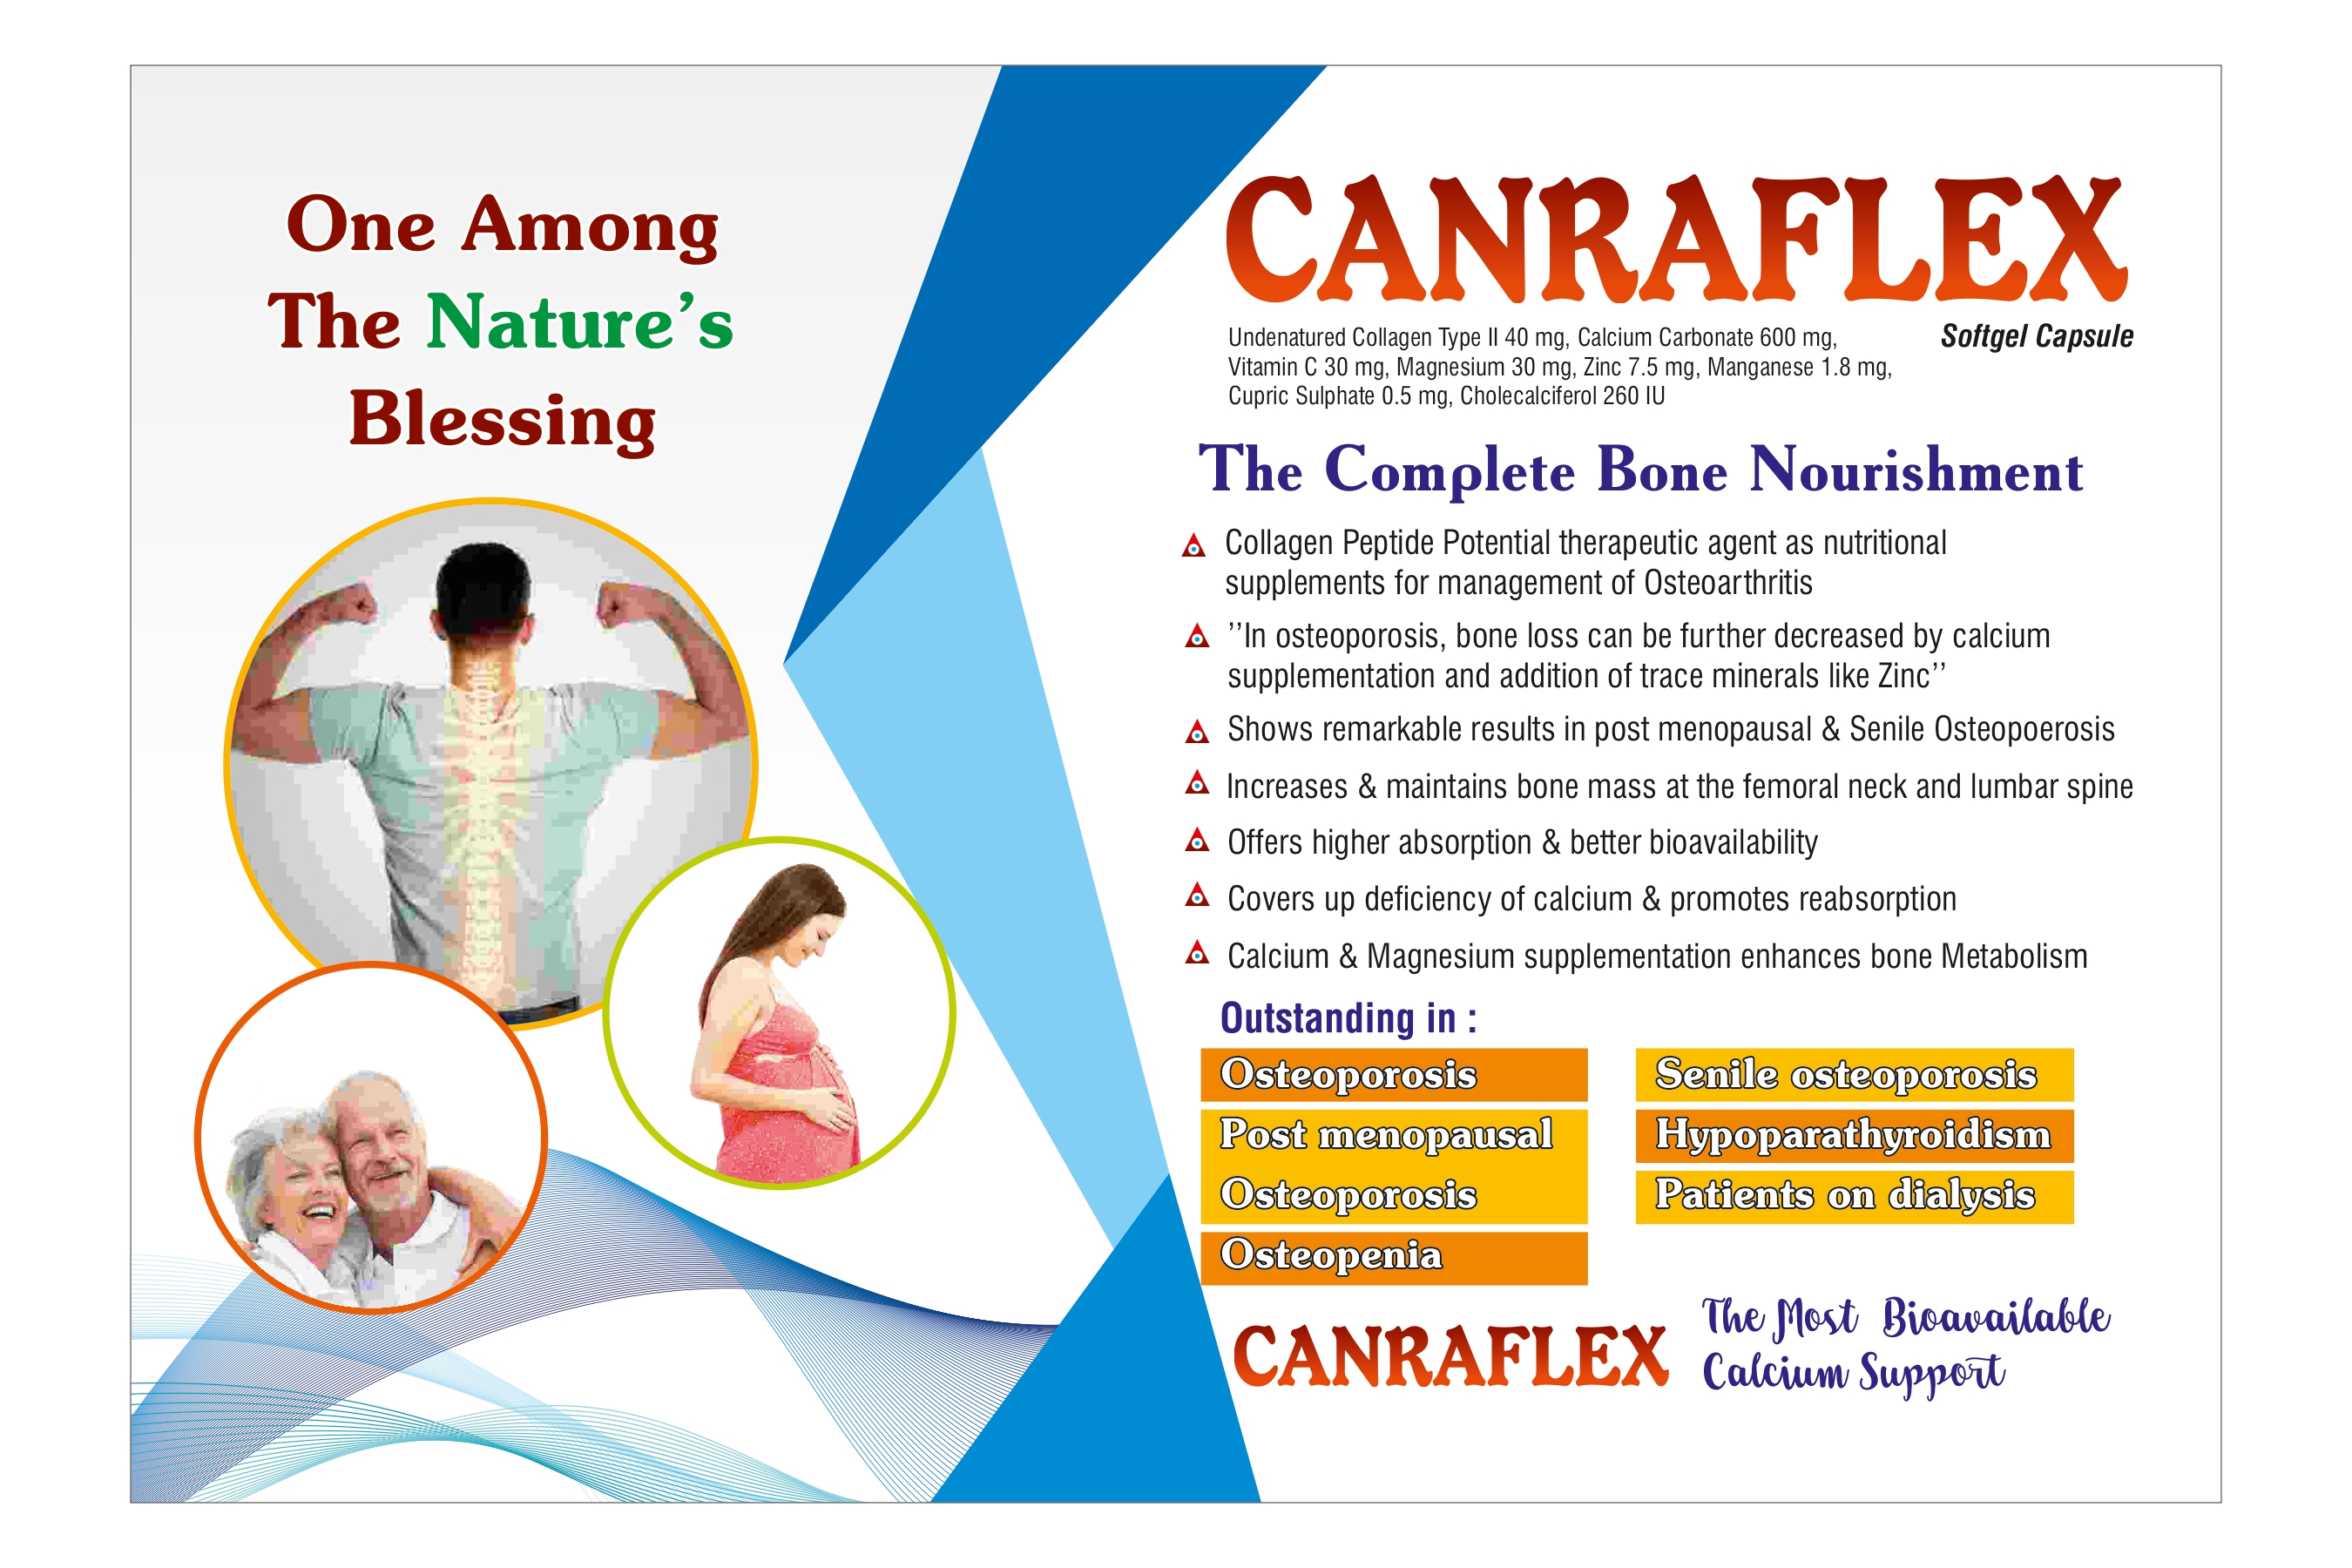 One Among
The Nature’s
Blessing
CANRAFLEX
Softgel Capsule
Undenatured Collagen Type II 40 mg, Calcium Carbonate 600 mg,
Vitamin C 30 mg, Magnesium 30 mg, Zinc 7.5 mg, Manganese 1.8 mg,
Cupric Sulphate 0.5 mg, Cholecalciferol 260 IU
The Complete Bone Nourishment
Collagen Peptide Potential therapeutic agent as nutritional
supplements for management of Osteoarthritis
’’In osteoporosis, bone loss can be further decreased by calcium
supplementation and addition of trace minerals like Zinc’’
Shows remarkable results in post menopausal & Senile Osteopoerosis
Increases & maintains bone mass at the femoral neck and lumbar spine
Offers higher absorption & better bioavailability
Covers up deficiency of calcium & promotes reabsorption
Calcium & Magnesium supplementation enhances bone Metabolism
Outstanding in :
Osteoporosis
Post menopausal
Osteoporosis
Osteopenia
Senile osteoporosis
Hypoparathyroidism
Patients on dialysis
CANRAFLEX
The Most Bioavailable
Calcium Support